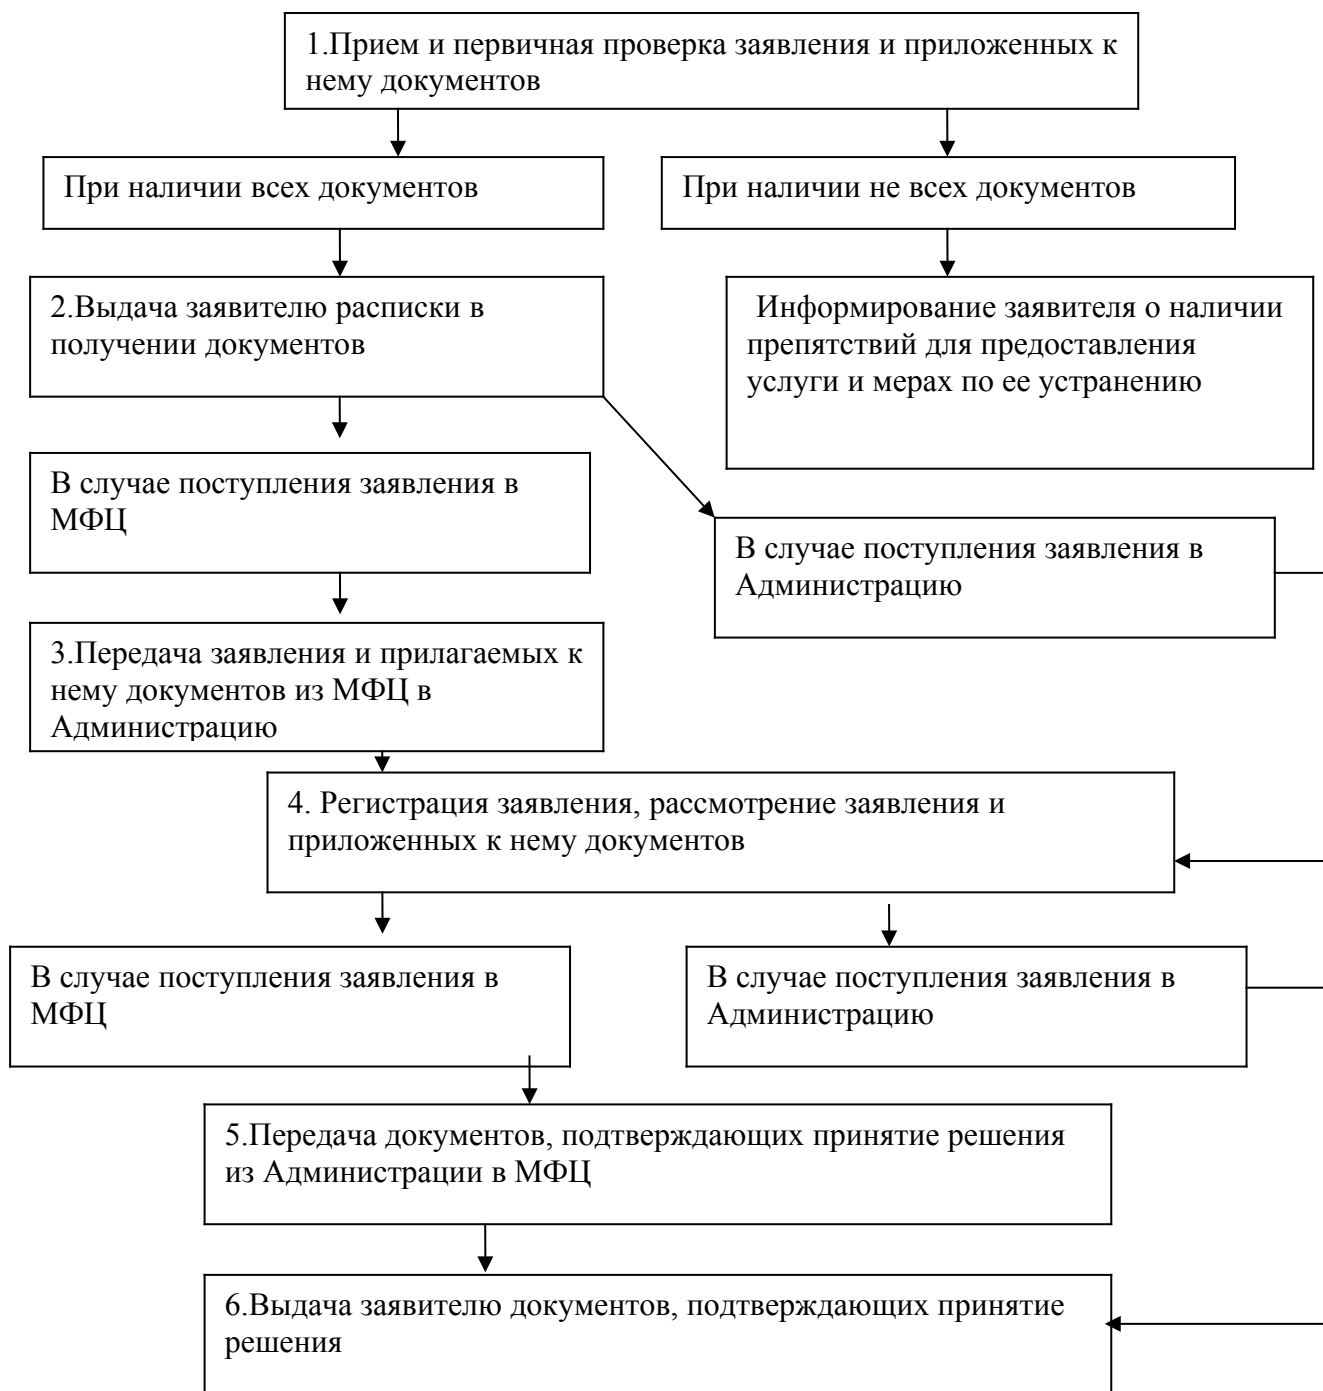 1.Прием и первичная проверка заявления и приложенных к
нему документов
При наличии всех документов
При наличии не всех документов
2.Выдача заявителю расписки в
получении документов
Информирование заявителя о наличии
препятствий для предоставления
услуги и мерах по ее устранению
В случае поступления заявления в
МФЦ
В случае поступления заявления в
Администрацию
3.Передача заявления и прилагаемых к
нему документов из МФЦ в
Администрацию
4. Регистрация заявления, рассмотрение заявления и
приложенных к нему документов
В случае поступления заявления в
МФЦ
В случае поступления заявления в
Администрацию
5.Передача документов, подтверждающих принятие решения
из Администрации в МФЦ
6.Выдача заявителю документов, подтверждающих принятие
решения